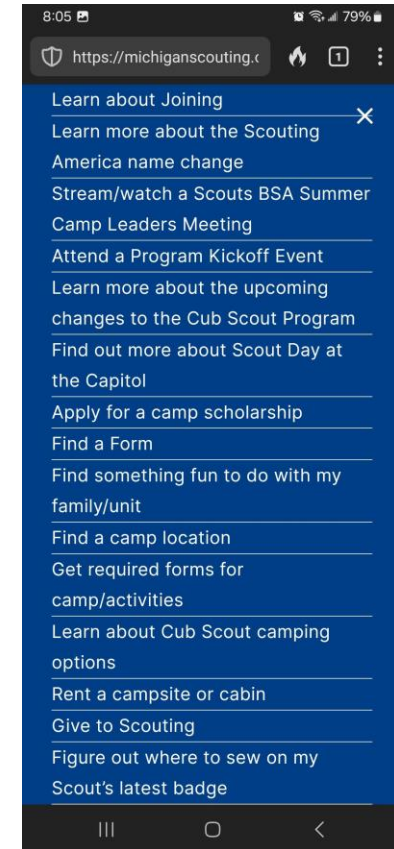 8:05
79%
https://michiganscouting.c
1
Learn about Joining
Learn more about the Scouting
America name change
Stream/watch a Scouts BSA Summer
Camp Leaders Meeting
Attend a Program Kickoff Event
Learn more about the upcoming
changes to the Cub Scout Program
Find out more about Scout Day at
the Capitol
Apply for a camp scholarship
Find a Form
Find something fun to do with my
family/unit
Find a camp location
Get required forms for
camp/activities
Learn about Cub Scout camping
options
Rent a campsite or cabin
Give to Scouting
Figure out where to sew on my
Scout's latest badge